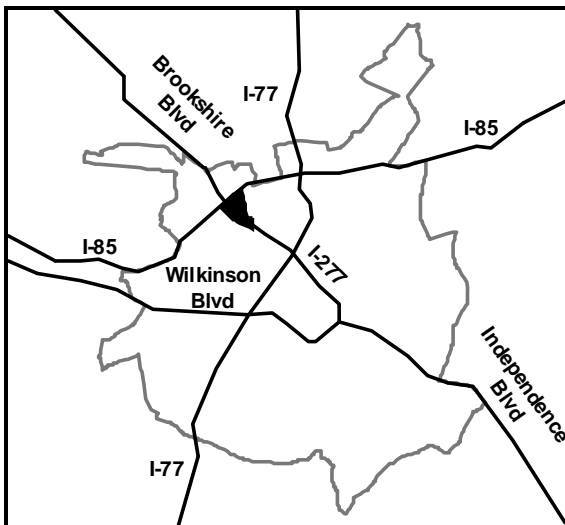 Brookshire
Blvd
I-77
I-85
I-85
I-277
Wilkinson
Blvd
Independence
Blvd
I-77